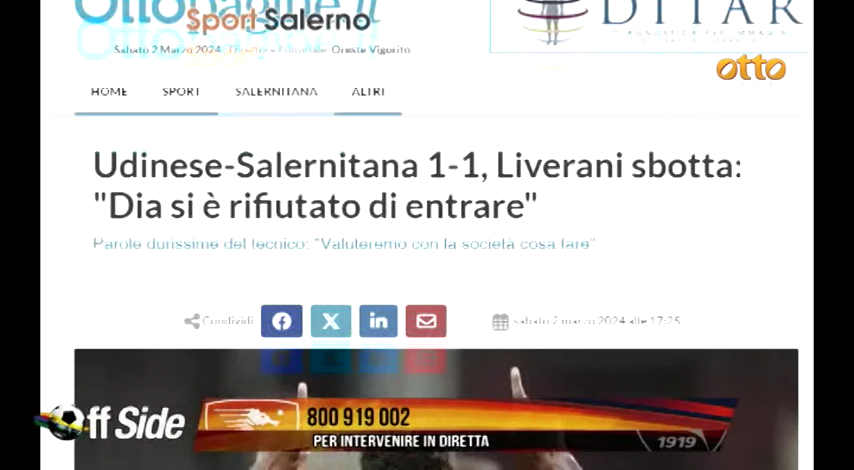 Ottopagine.it
Sport Salerno
Sabato 2 Marzo 2024 Direttore Editoriale: Oreste Vigorito
otto
HOME SPORT SALERNITANA ALTRI
Udinese-Salernitana 1-1, Liverani sbotta:
"Dia si è rifiutato di entrare"
Parole durissime del tecnico: "Valuteremo con la società cosa fare"
Condividi
sabato 2 marzo 2024 alle 17:25
Off Side
800 919 002
PER INTERVENIRE IN DIRETTA
1919